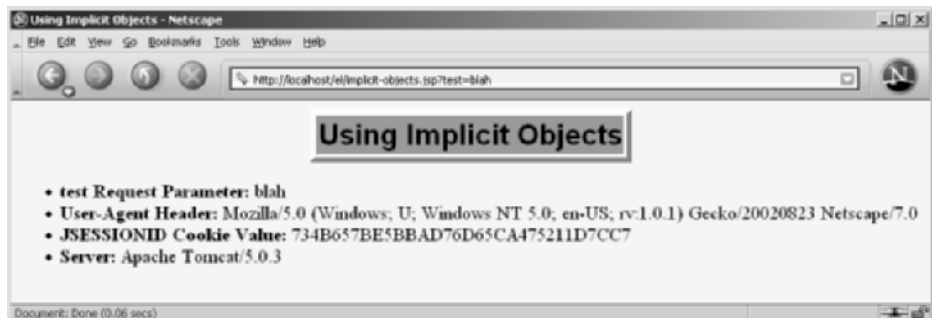 Using Implicit Objects - Netscape
File Edit View Go Bookmarks Tools Window Help
http://localhost/el/implicit-objects.jsp?test=blah
N
Using Implicit Objects
• test Request Parameter: blah
• User-Agent Header: Mozilla/5.0 (Windows; U; Windows NT 5.0; en-US; rv:1.0.1) Gecko/20020823 Netscape/7.0
• JSESSIONID Cookie Value: 734B657BE5BBAD76D65CA475211D7CC7
• Server: Apache Tomcat/5.0.3
Document: Done (0.06 secs)